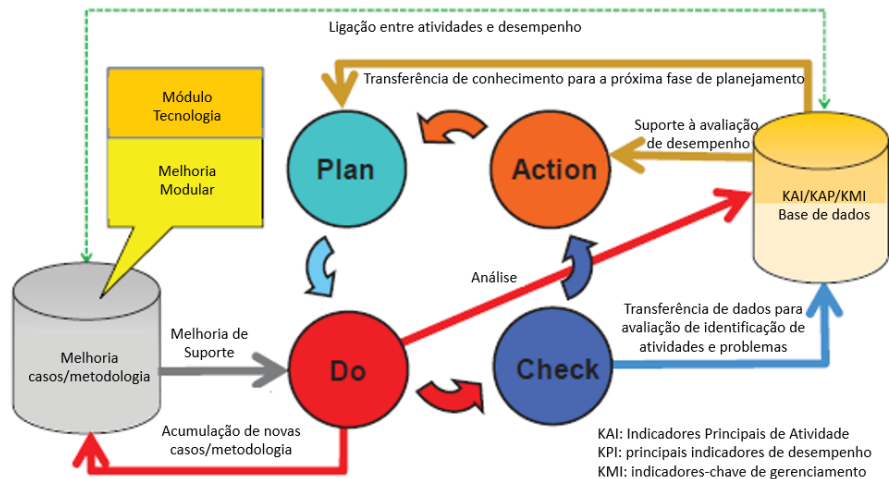 Ligação entre atividades e desempenho
Transferência de conhecimento para a próxima fase de planejamento
Módulo
Tecnologia
Melhoria
Modular
Plan
Action
Suporte à avaliação
de desempenho
KAI/KAP/KMI
Base de dados
Análise
Melhoria de
Suporte
Melhoria
casos/metodologia
Do
Check
Transferência de dados para
avaliação de identificação de
atividades e problemas
Acumulação de novas
casos/metodologia
KAI: Indicadores Principais de Atividade
KPI: principais indicadores de desempenho
KMI: indicadores-chave de gerenciamento